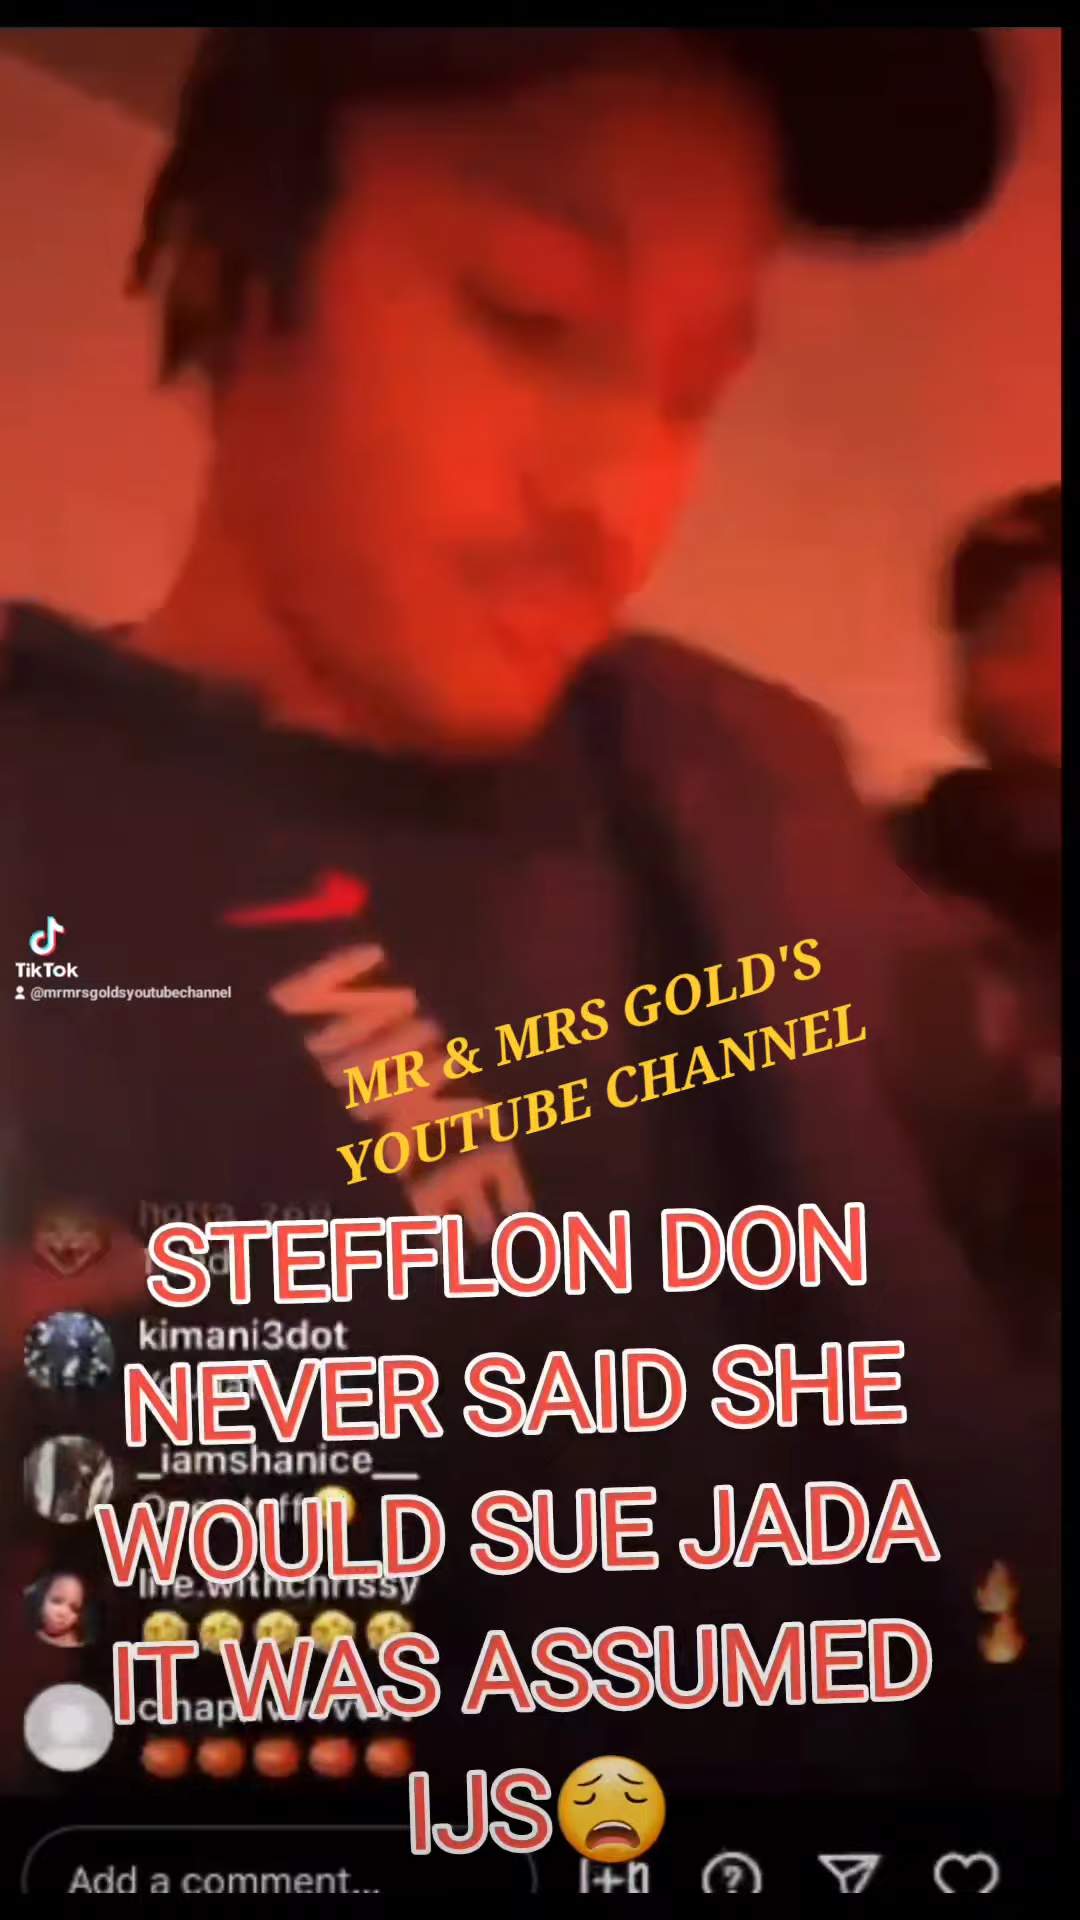 TikTok
@mrmrsgoldsyoutubechannel
MR & MRS GOLD'S
YOUTUBE CHANNEL
STEFFLON DON
kimani3dot
NEVER SAID SHE
_iamshanice__
WOULD SUE JADA
life.withchrissy
IT WAS ASSUMED
IJS😩
Add a comment...